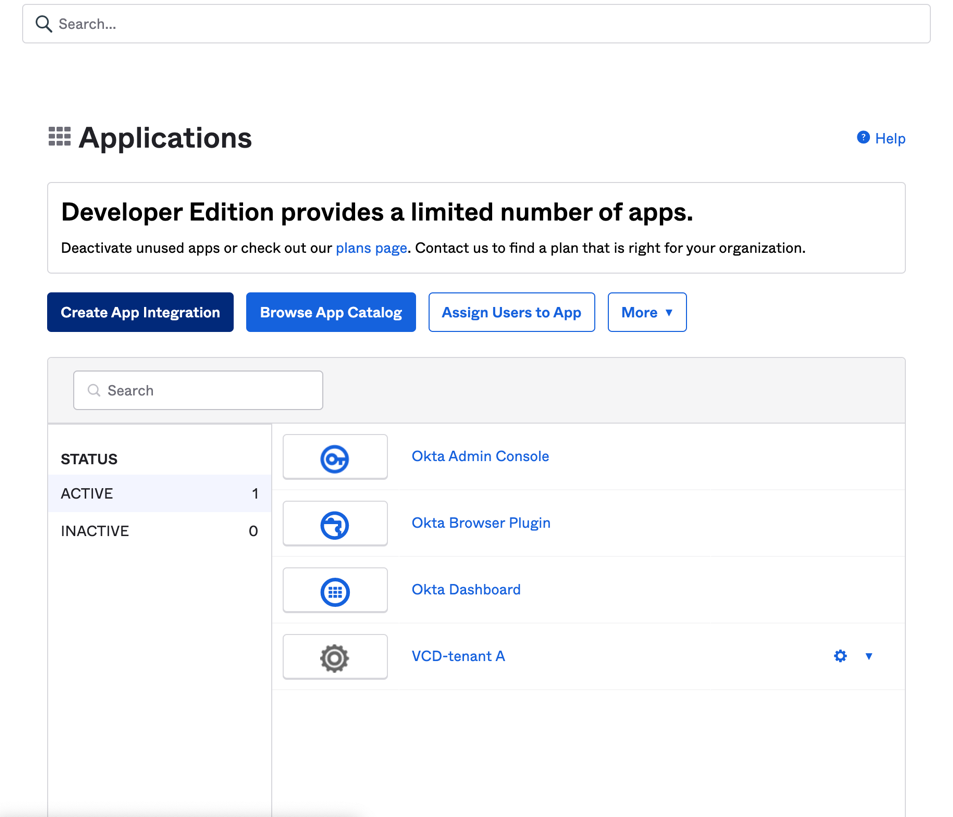 Search...
Applications
Help
Developer Edition provides a limited number of apps.
Deactivate unused apps or check out our plans page. Contact us to find a plan that is right for your organization.
Create App Integration
Browse App Catalog
Assign Users to App
More
Search
STATUS
ACTIVE 1
INACTIVE 0
Okta Admin Console
Okta Browser Plugin
Okta Dashboard
VCD-tenant A